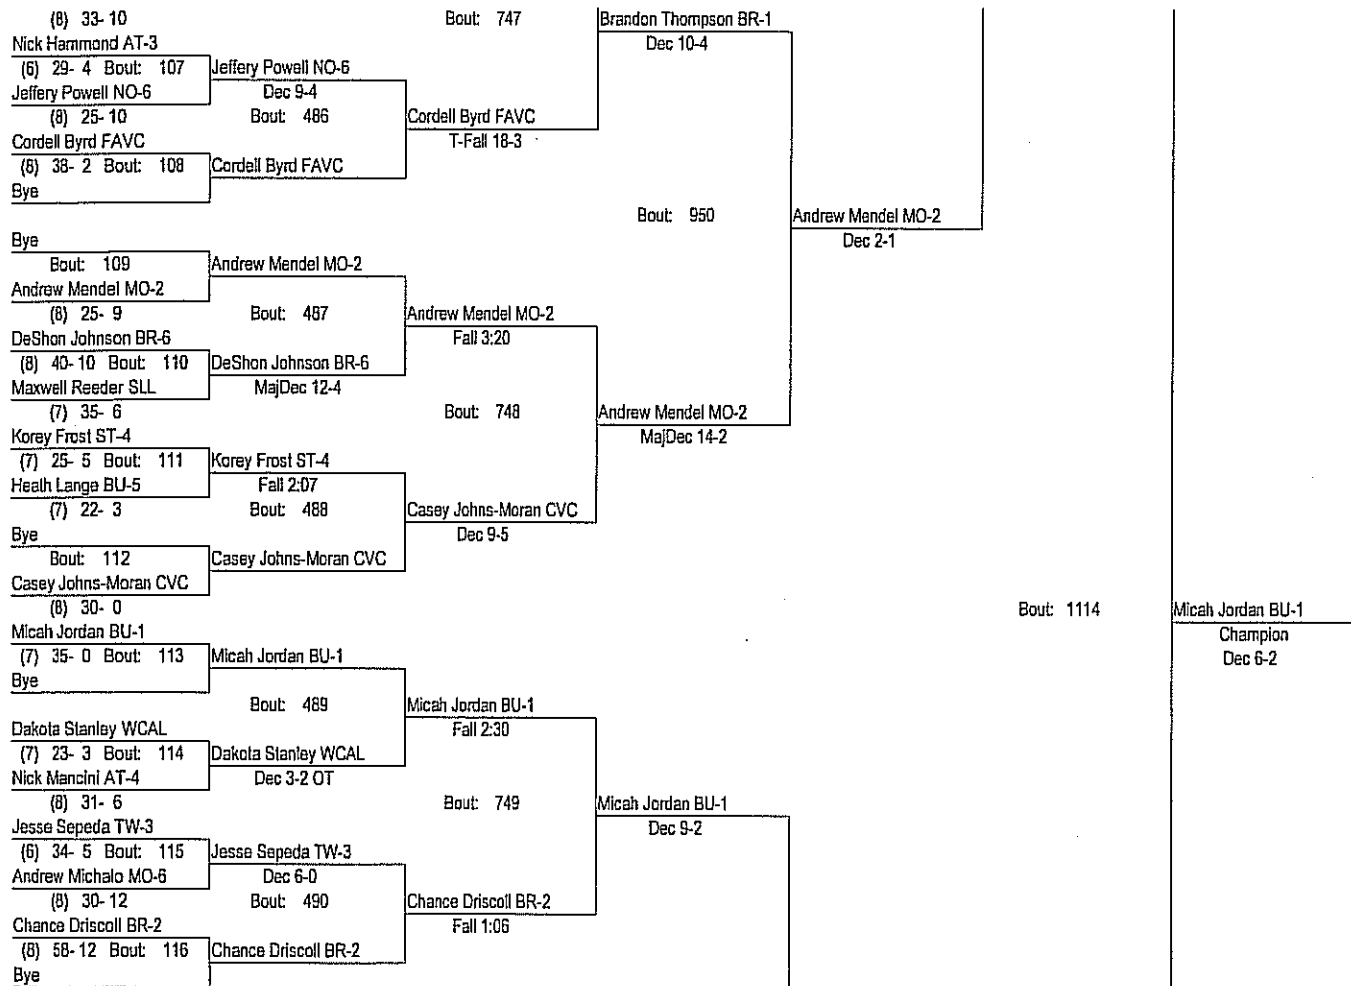 (8) 33- 10
Bout: 747
Brandon Thompson BR-1
Dec 10-4
Nick Hammond AT-3
(6) 29- 4 Bout: 107
Jeffery Powell NO-6
Jeffery Powell NO-6
Dec 9-4
(8) 25- 10
Bout: 486
Cordell Byrd FAVC
T-Fall 18-3
Cordell Byrd FAVC
(8) 38- 2 Bout: 108
Cordell Byrd FAVC
Bye
Bout: 950
Andrew Mendel MO-2
Dec 2-1
Bye
Bout: 109
Andrew Mendel MO-2
Andrew Mendel MO-2
(8) 25- 9
Bout: 487
Andrew Mendel MO-2
Fall 3:20
DeShon Johnson BR-6
(8) 40- 10 Bout: 110
DeShon Johnson BR-6
Maxwell Reeder SLL
MajDec 12-4
(7) 35- 6
Bout: 748
Andrew Mendel MO-2
MajDec 14-2
Korey Frost ST-4
(7) 25- 5 Bout: 111
Korey Frost ST-4
Heath Lange BU-5
Fall 2:07
(7) 22- 3
Bout: 488
Casey Johns-Moran CVC
Dec 9-5
Bye
Bout: 112
Casey Johns-Moran CVC
Casey Johns-Moran CVC
(8) 30- 0
Bout: 1114
Micah Jordan BU-1
Champion
Dec 6-2
Micah Jordan BU-1
(7) 35- 0 Bout: 113
Micah Jordan BU-1
Bye
Bout: 489
Micah Jordan BU-1
Fall 2:30
Dakota Stanley WCAL
(7) 23- 3 Bout: 114
Dakota Stanley WCAL
Nick Mancini AT-4
Dec 3-2 OT
(8) 31- 6
Bout: 749
Micah Jordan BU-1
Dec 9-2
Jesse Sepeda TW-3
(6) 34- 5 Bout: 115
Jesse Sepeda TW-3
Andrew Michalo MO-6
Dec 6-0
(8) 30- 12
Bout: 490
Chance Driscoll BR-2
Fall 1:06
Chance Driscoll BR-2
(8) 58- 12 Bout: 116
Chance Driscoll BR-2
Bye